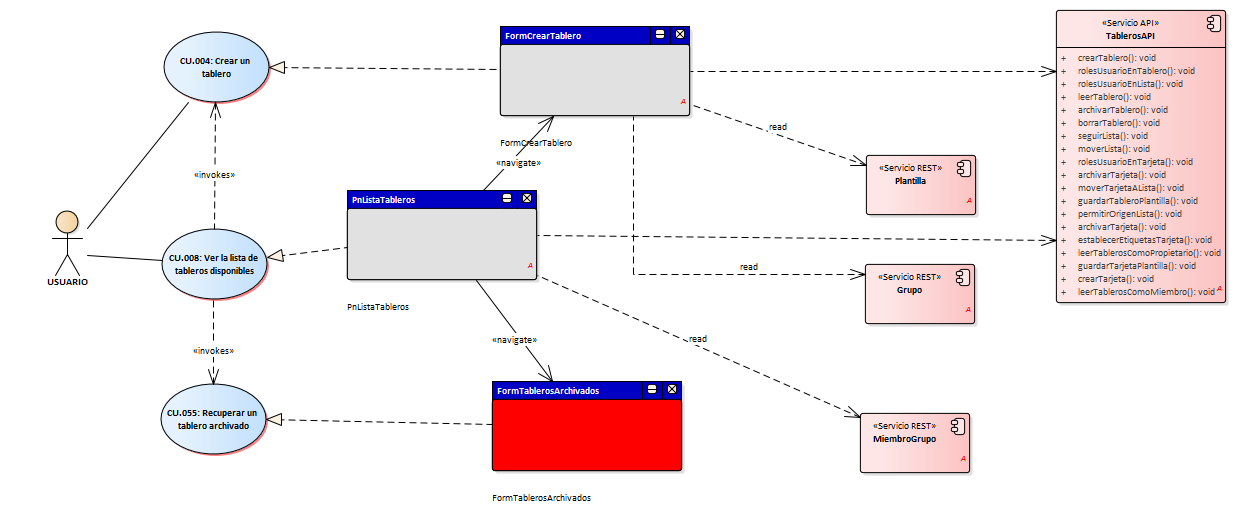 CU.004: Crear un
tablero
«invokes»
USUARIO
CU.008: Ver la lista de
tableros disponibles
«invokes»
CU.055: Recuperar un
tablero archivado
FormCrearTablero
A
FormCrearTablero
«navigate»
PnListaTableros
A
PnListaTableros
«navigate»
FormTablerosArchivados
FormTablerosArchivados
read
«Servicio REST»
Plantilla
A
read
«Servicio REST»
Grupo
A
read
«Servicio REST»
MiembroGrupo
A
«Servicio API»
TablerosAPI
+ crearTablero(): void
+ rolesUsuarioEnTablero(): void
+ rolesUsuarioEnLista(): void
+ leerTablero(): void
+ archivarTablero(): void
+ borrarTablero(): void
+ seguirLista(): void
+ moverLista(): void
+ rolesUsuarioEnTarjeta(): void
+ archivarTarjeta(): void
+ moverTarjetaALista(): void
+ guardarTableroPlantilla(): void
+ permitirOrigenLista(): void
+ archivarTarjeta(): void
+ establecerEtiquetasTarjeta(): void
+ leerTablerosComoPropietario(): void
+ guardarTarjetaPlantilla(): void
+ crearTarjeta(): void
+ leerTablerosComoMiembro(): void
A